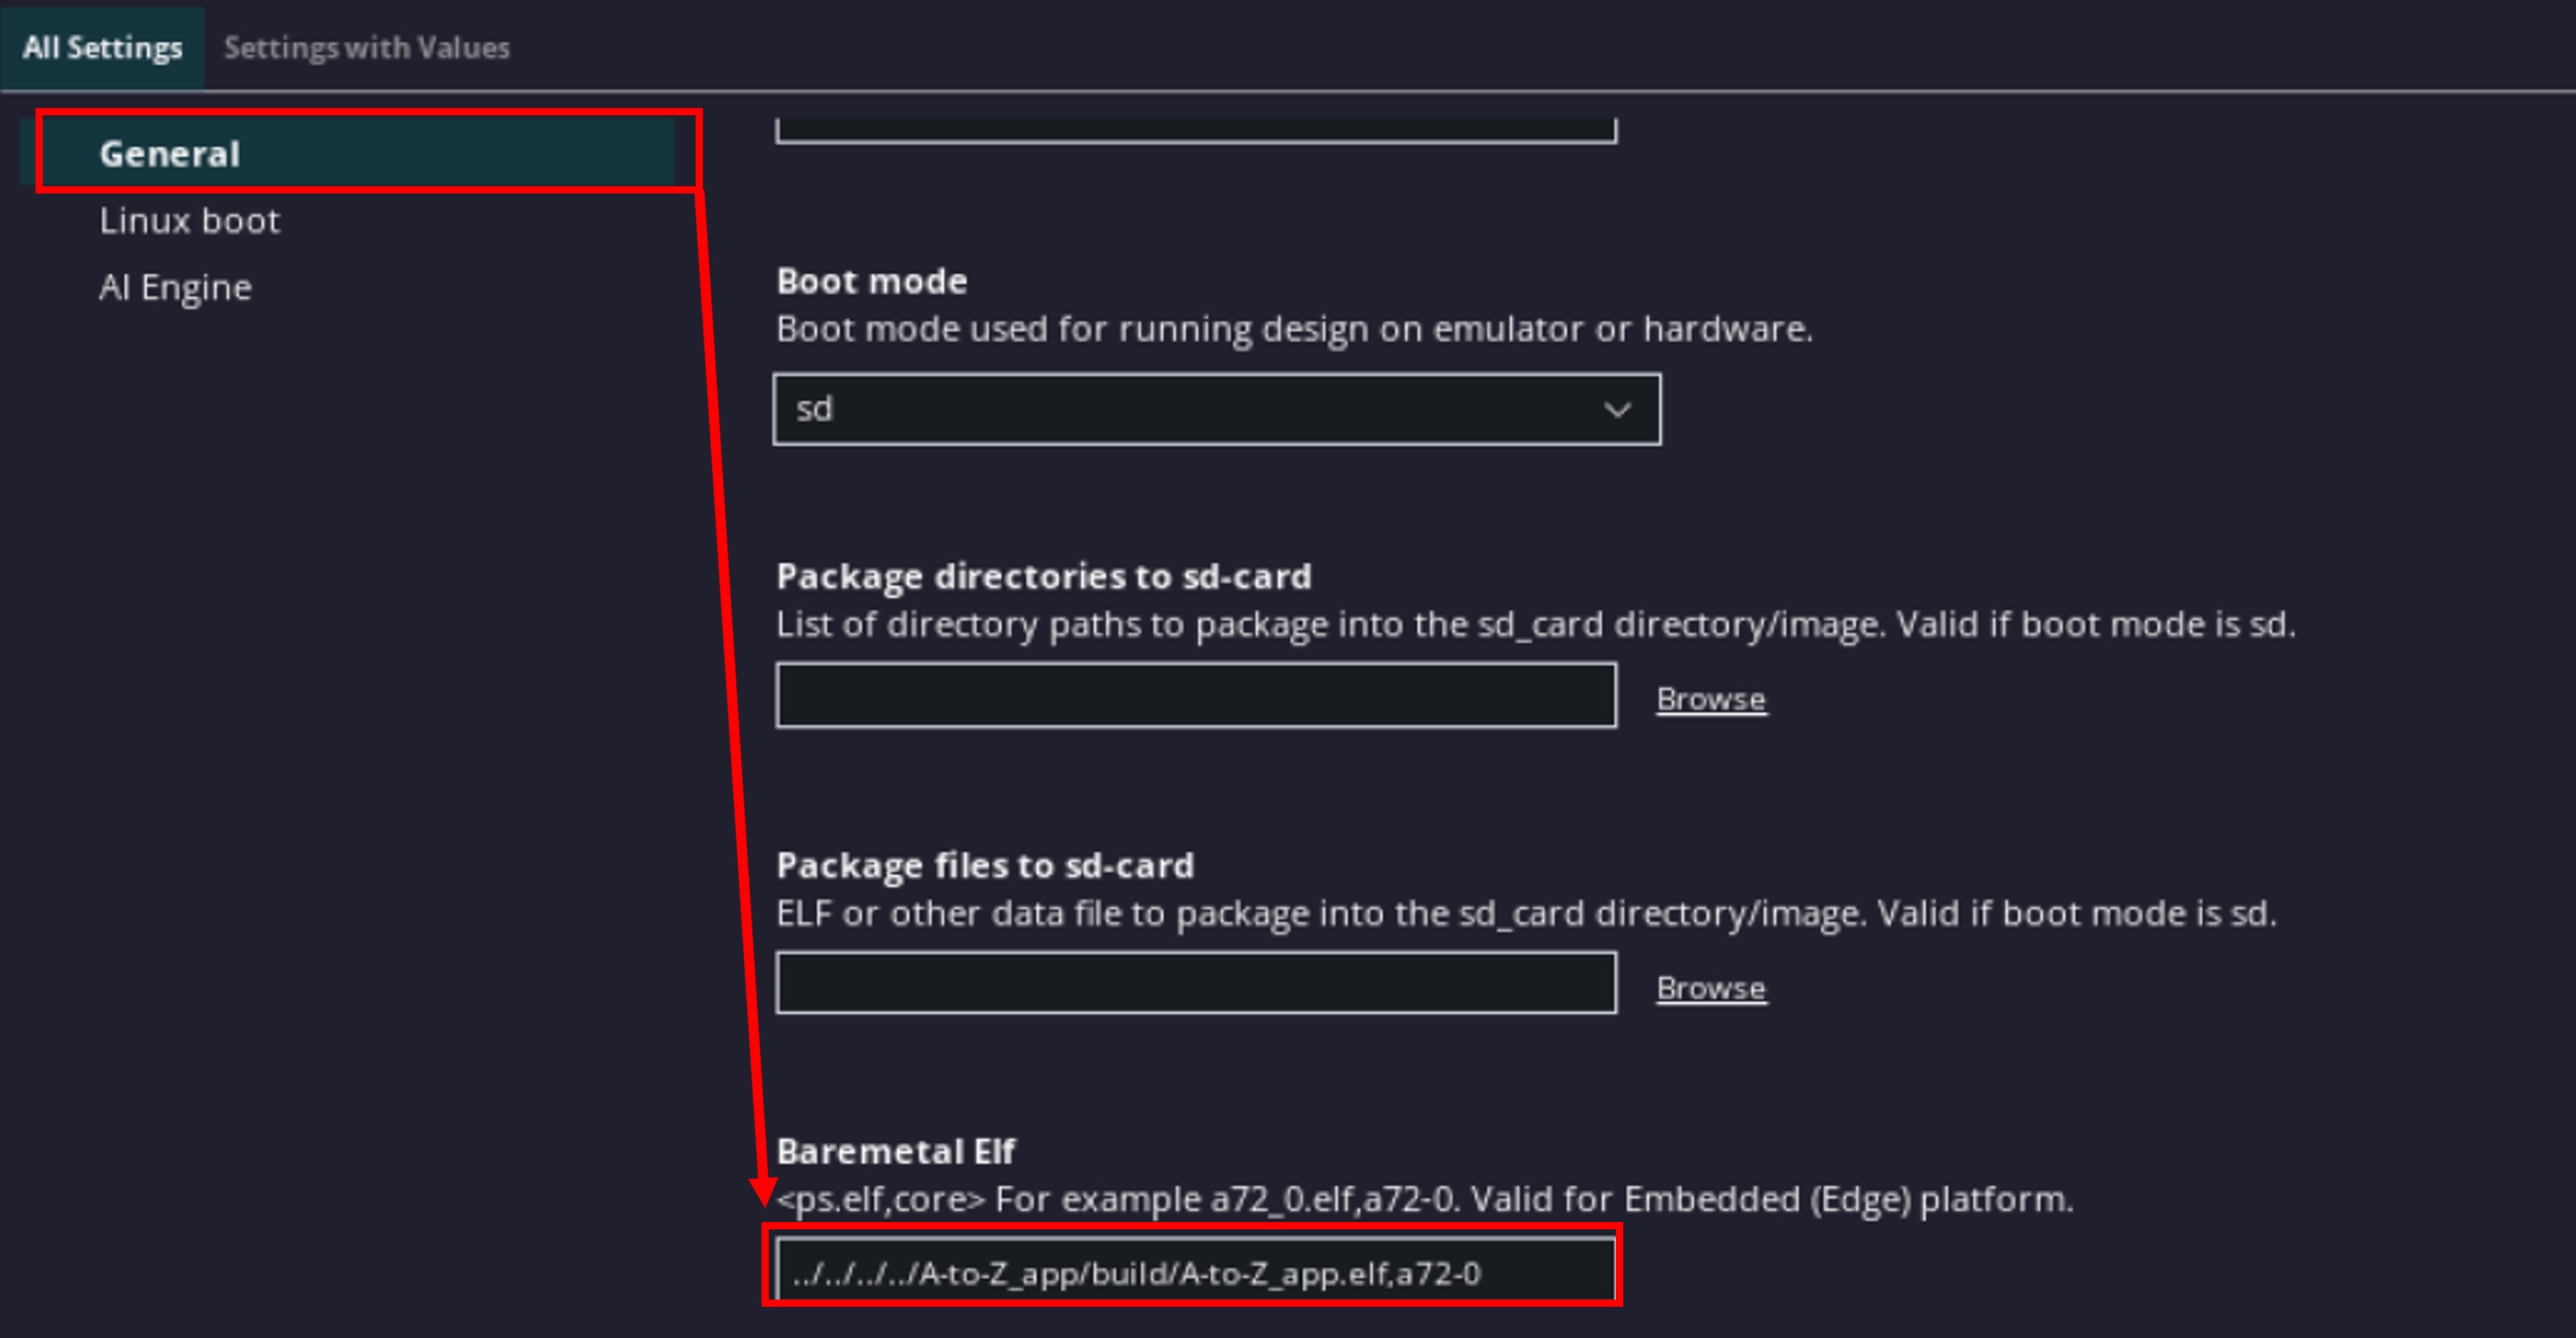 All Settings
Settings with Values
General
Linux boot
AI Engine
Boot mode
Boot mode used for running design on emulator or hardware.
sd
Package directories to sd-card
List of directory paths to package into the sd_card directory/image. Valid if boot mode is sd.
Browse
Package files to sd-card
ELF or other data file to package into the sd_card directory/image. Valid if boot mode is sd.
Browse
Baremetal Elf
<ps.elf,core> For example a72_0.elf,a72-0. Valid for Embedded (Edge) platform.
../../../../A-to-Z_app/build/A-to-Z_app.elf,a72-0